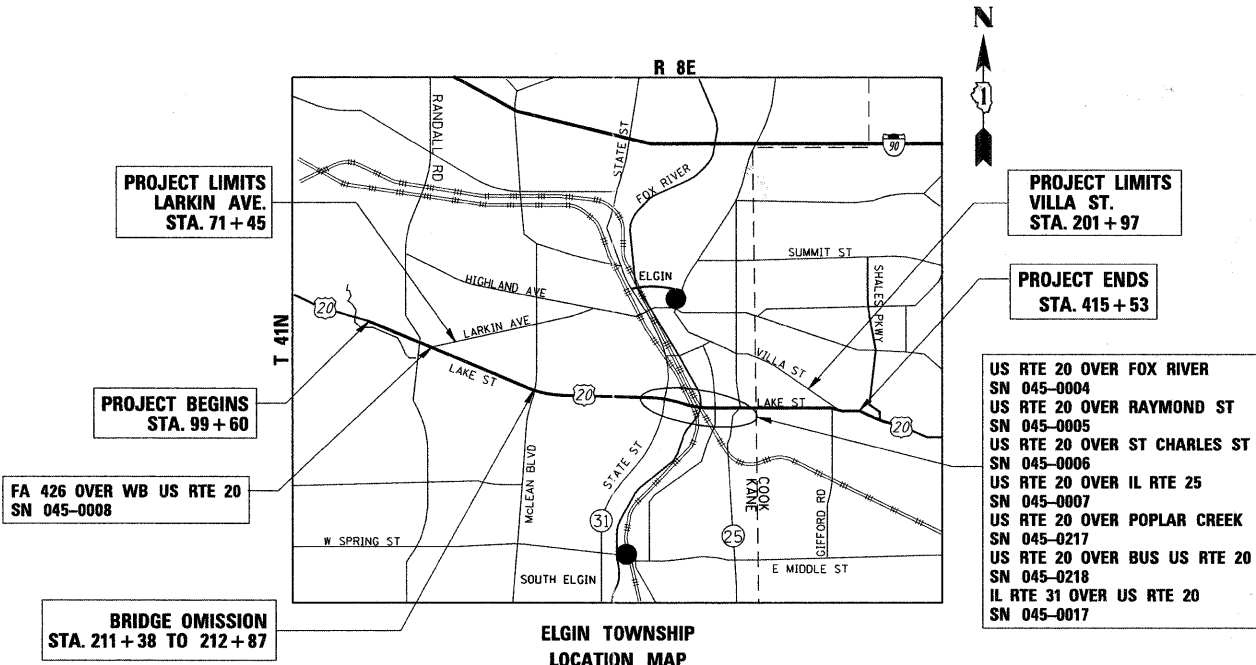 N
1
R 8E
T 41N
RANDALL RD
STATE ST
FOX RIVER
90
PROJECT LIMITS
LARKIN AVE.
STA. 71+45
PROJECT LIMITS
VILLA ST.
STA. 201+97
SUMMIT ST
ELGIN
HIGHLAND AVE
SHALES PKWY
PROJECT ENDS
STA. 415+53
20
LARKIN AVE
LAKE ST
VILLA ST
PROJECT BEGINS
STA. 99+60
20
LAKE ST
20
US RTE 20 OVER FOX RIVER
SN 045-0004
US RTE 20 OVER RAYMOND ST
SN 045-0005
US RTE 20 OVER ST CHARLES ST
SN 045-0006
US RTE 20 OVER IL RTE 25
SN 045-0007
US RTE 20 OVER POPLAR CREEK
SN 045-0217
US RTE 20 OVER BUS US RTE 20
SN 045-0218
IL RTE 31 OVER US RTE 20
SN 045-0017
FA 426 OVER WB US RTE 20
SN 045-0008
McLEAN BLVD
STATE ST
COOK
KANE
GIFFORD RD
31
25
W SPRING ST
SOUTH ELGIN
E MIDDLE ST
BRIDGE OMISSION
STA. 211+38 TO 212+87
ELGIN TOWNSHIP
LOCATION MAP